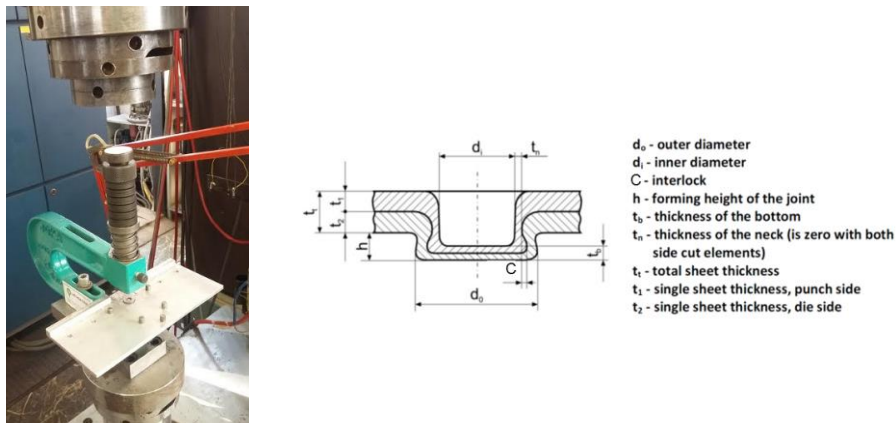 dᵢ
tₙ
t₁
t₂
tₜ
h
t_b
C
dₒ
dₒ - outer diameter
dᵢ - inner diameter
C - interlock
h - forming height of the joint
t_b - thickness of the bottom
tₙ - thickness of the neck (is zero with both
side cut elements)
tₜ - total sheet thickness
t₁ - single sheet thickness, punch side
t₂ - single sheet thickness, die side